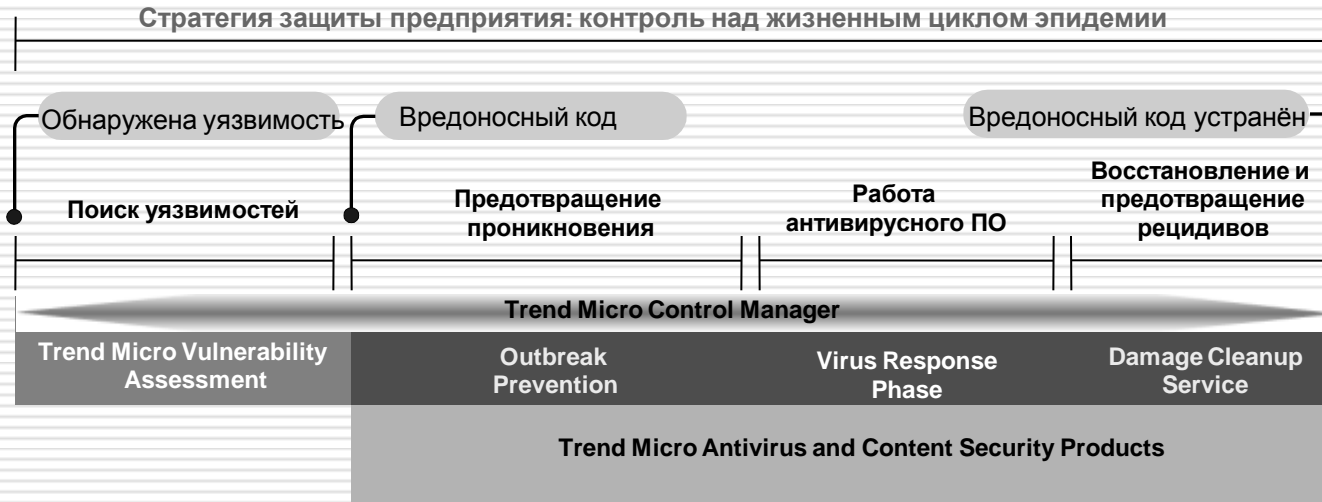 Стратегия защиты предприятия: контроль над жизненным циклом эпидемии
Обнаружена уязвимость
Вредоносный код
Вредоносный код устранён
Поиск уязвимостей
Предотвращение
проникновения
Работа
антивирусного ПО
Восстановление и
предотвращение
рецидивов
Trend Micro Control Manager
Trend Micro Vulnerability
Assessment
Outbreak
Prevention
Virus Response
Phase
Damage Cleanup
Service
Trend Micro Antivirus and Content Security Products